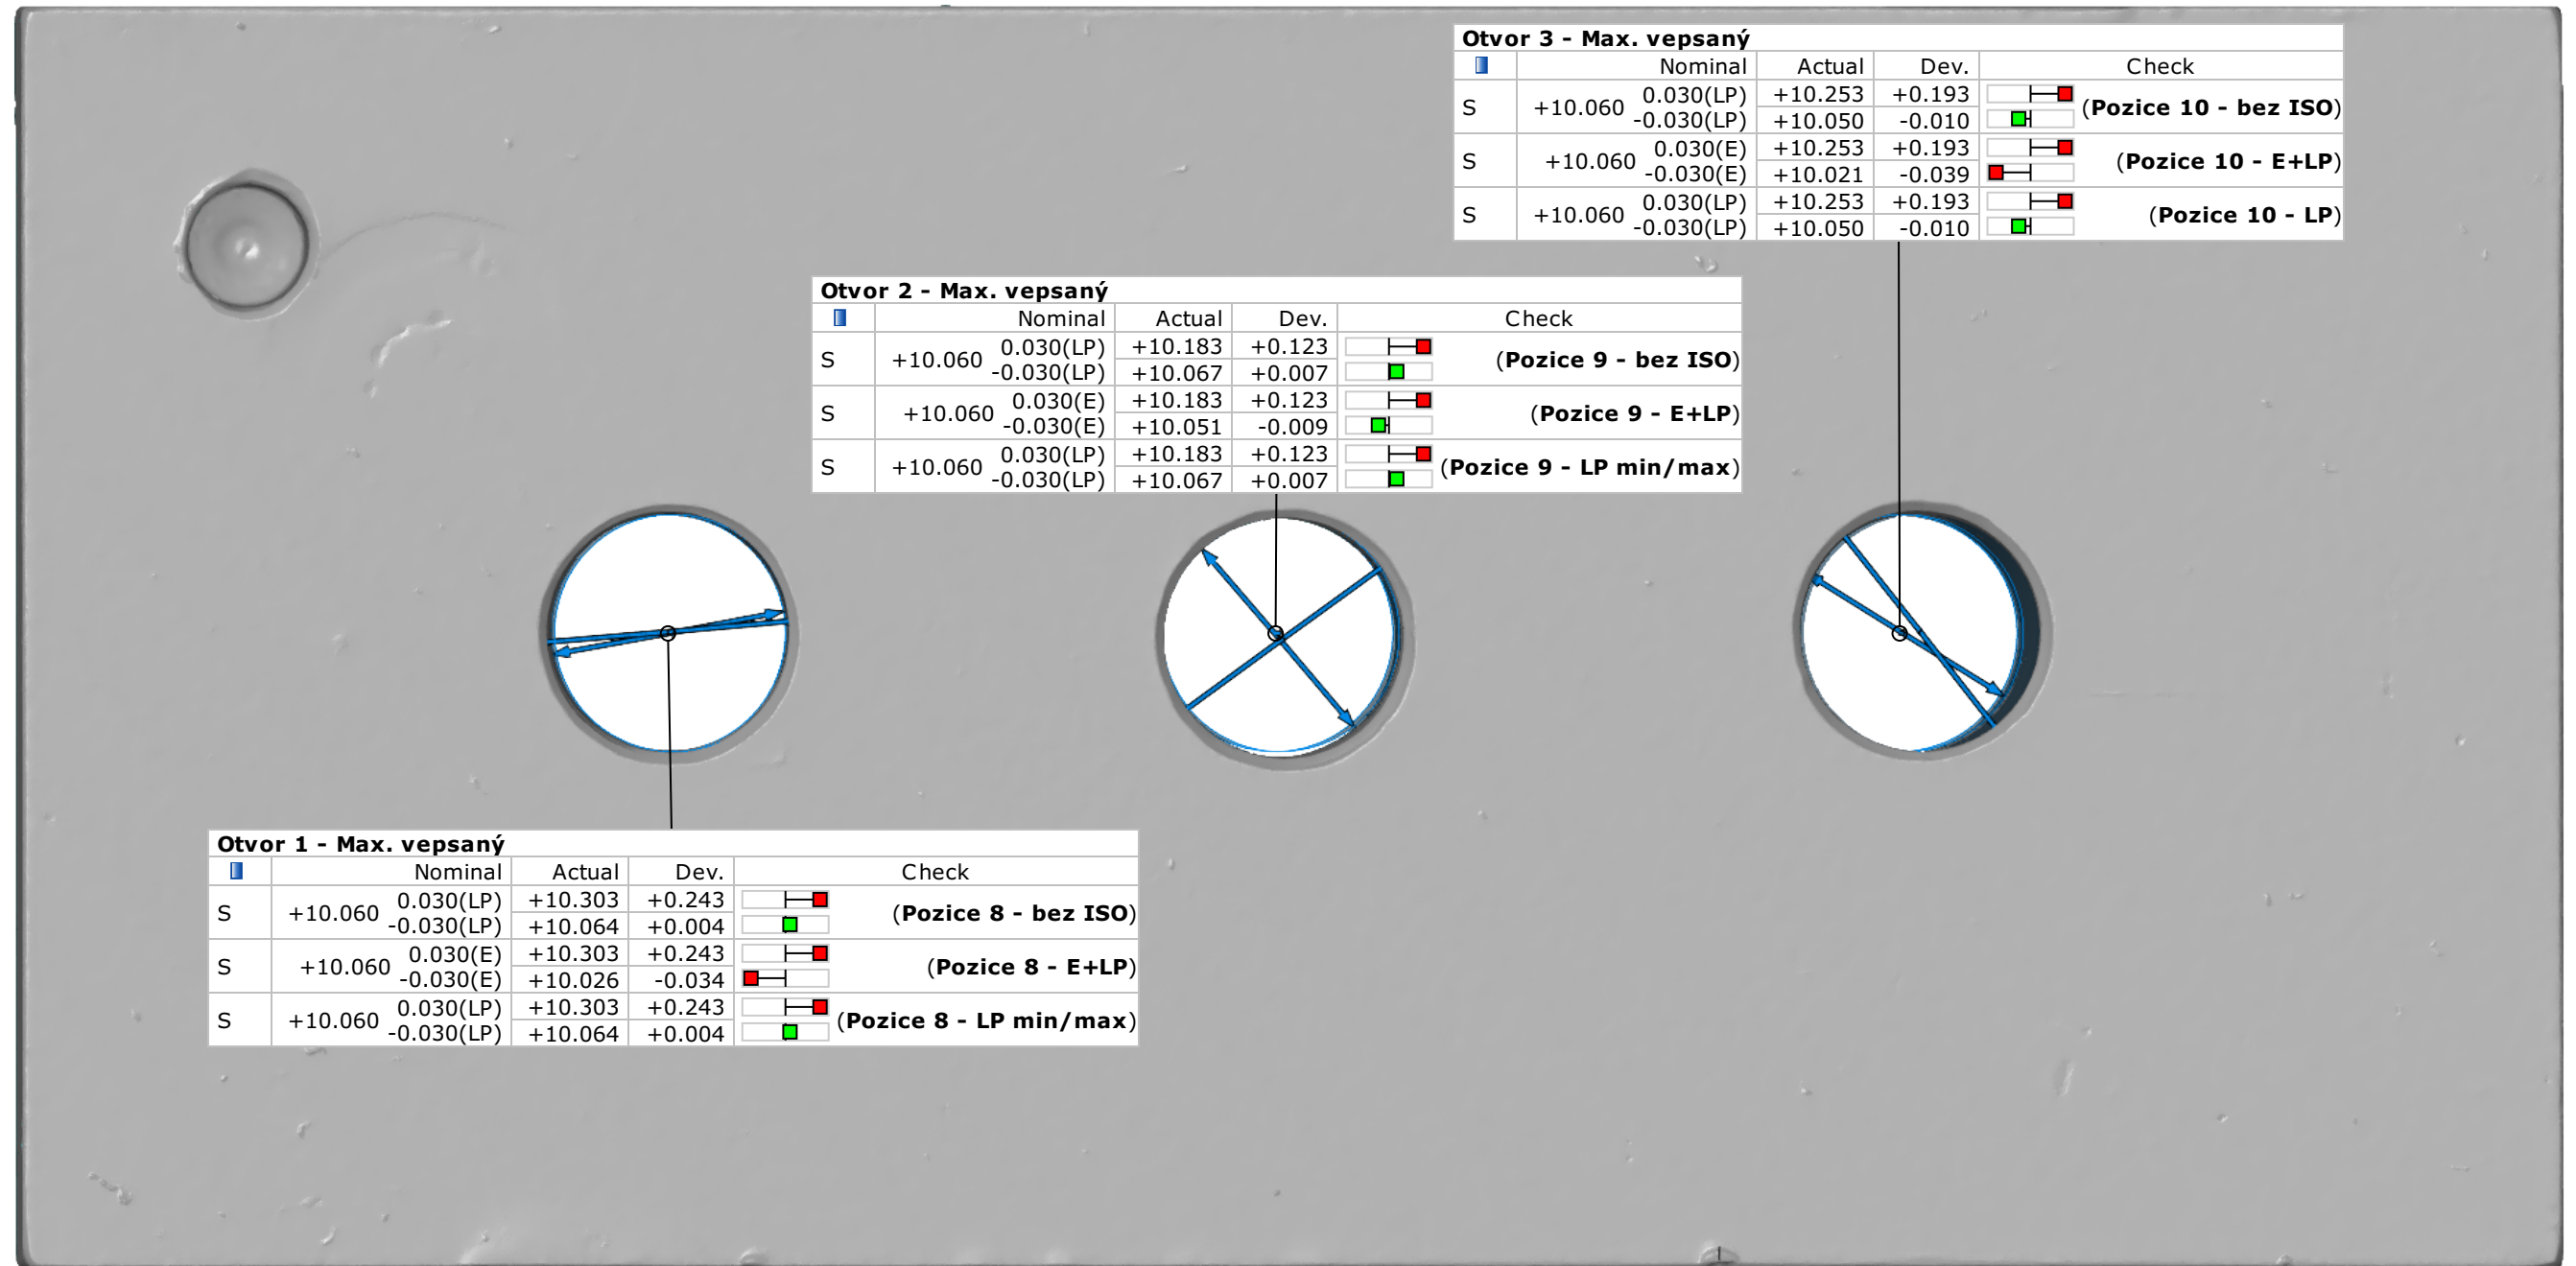 Otvor 3 - Max. vepsaný
Nominal Actual Dev. Check
S +10.060 0.030(LP) +10.253 +0.193 (Pozice 10 - bez ISO)
-0.030(LP) +10.050 -0.010
S +10.060 0.030(E) +10.253 +0.193 (Pozice 10 - E+LP)
-0.030(E) +10.021 -0.039
S +10.060 0.030(LP) +10.253 +0.193 (Pozice 10 - LP)
-0.030(LP) +10.050 -0.010
Otvor 2 - Max. vepsaný
Nominal Actual Dev. Check
S +10.060 0.030(LP) +10.183 +0.123 (Pozice 9 - bez ISO)
-0.030(LP) +10.067 +0.007
S +10.060 0.030(E) +10.183 +0.123 (Pozice 9 - E+LP)
-0.030(E) +10.051 -0.009
S +10.060 0.030(LP) +10.183 +0.123 (Pozice 9 - LP min/max)
-0.030(LP) +10.067 +0.007
Otvor 1 - Max. vepsaný
Nominal Actual Dev. Check
S +10.060 0.030(LP) +10.303 +0.243 (Pozice 8 - bez ISO)
-0.030(LP) +10.064 +0.004
S +10.060 0.030(E) +10.303 +0.243 (Pozice 8 - E+LP)
-0.030(E) +10.026 -0.034
S +10.060 0.030(LP) +10.303 +0.243 (Pozice 8 - LP min/max)
-0.030(LP) +10.064 +0.004